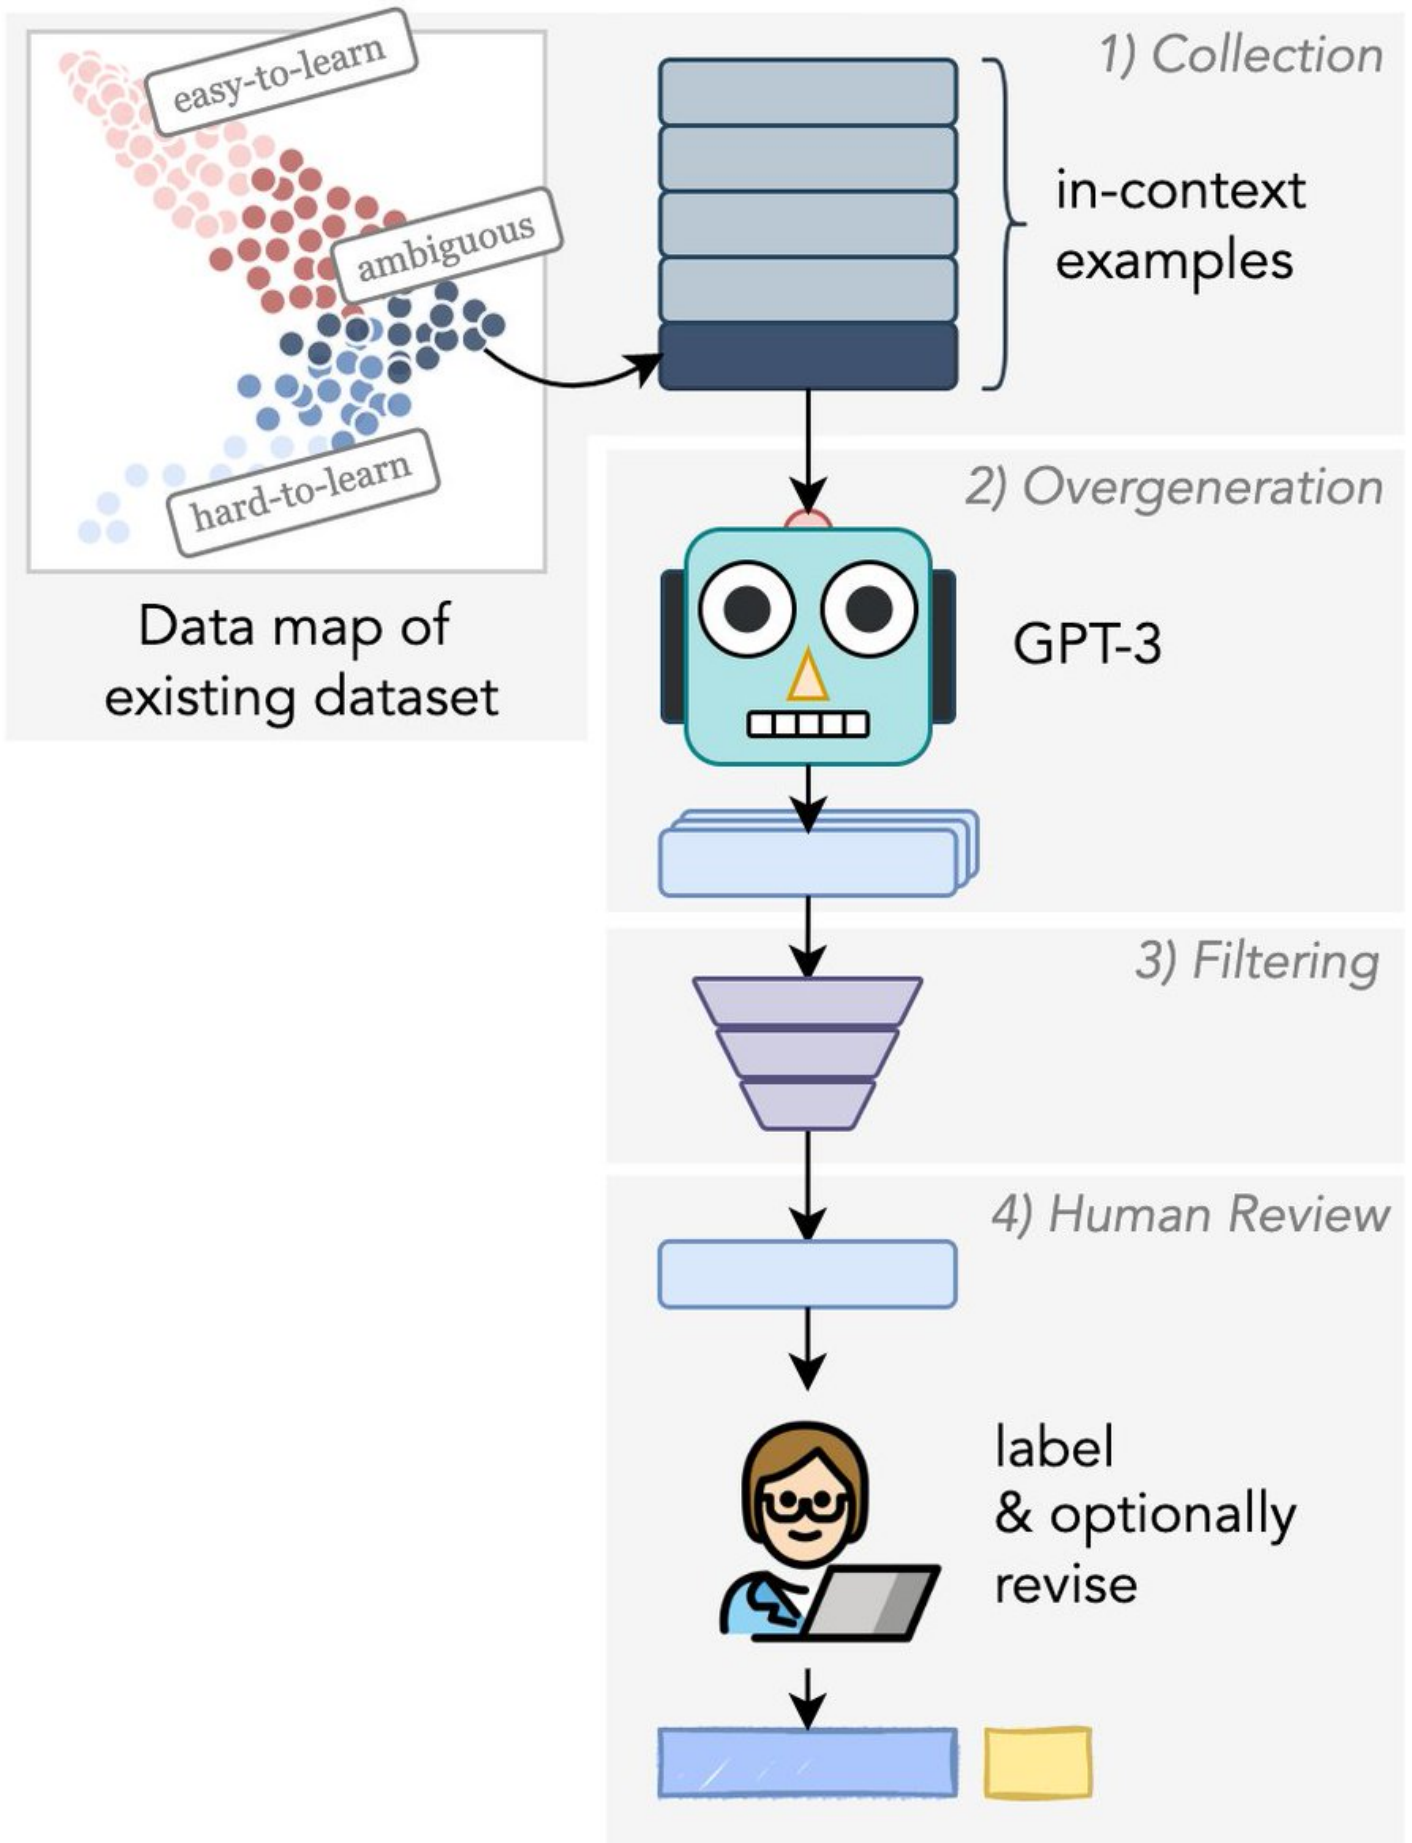 easy-to-learn
ambiguous
hard-to-learn
Data map of
existing dataset
1) Collection
in-context
examples
2) Overgeneration
GPT-3
3) Filtering
4) Human Review
label
& optionally
revise